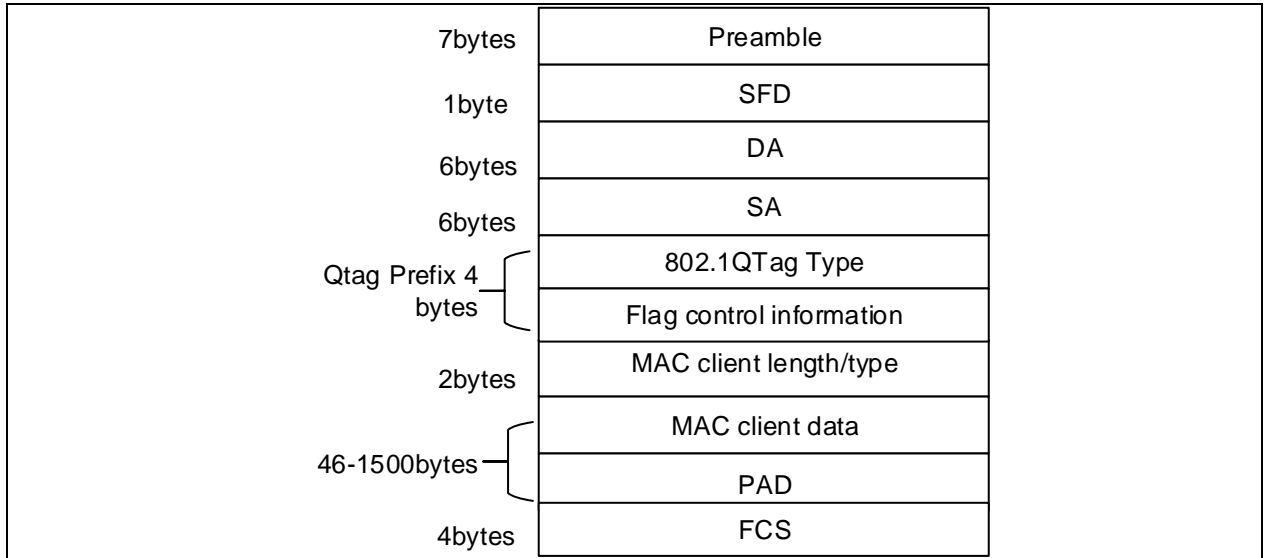 7bytes Preamble
1byte SFD
6bytes DA
6bytes SA
Qtag Prefix 4
bytes
802.1QTag Type
Flag control information
2bytes MAC client length/type
46-1500bytes
MAC client data
PAD
4bytes FCS